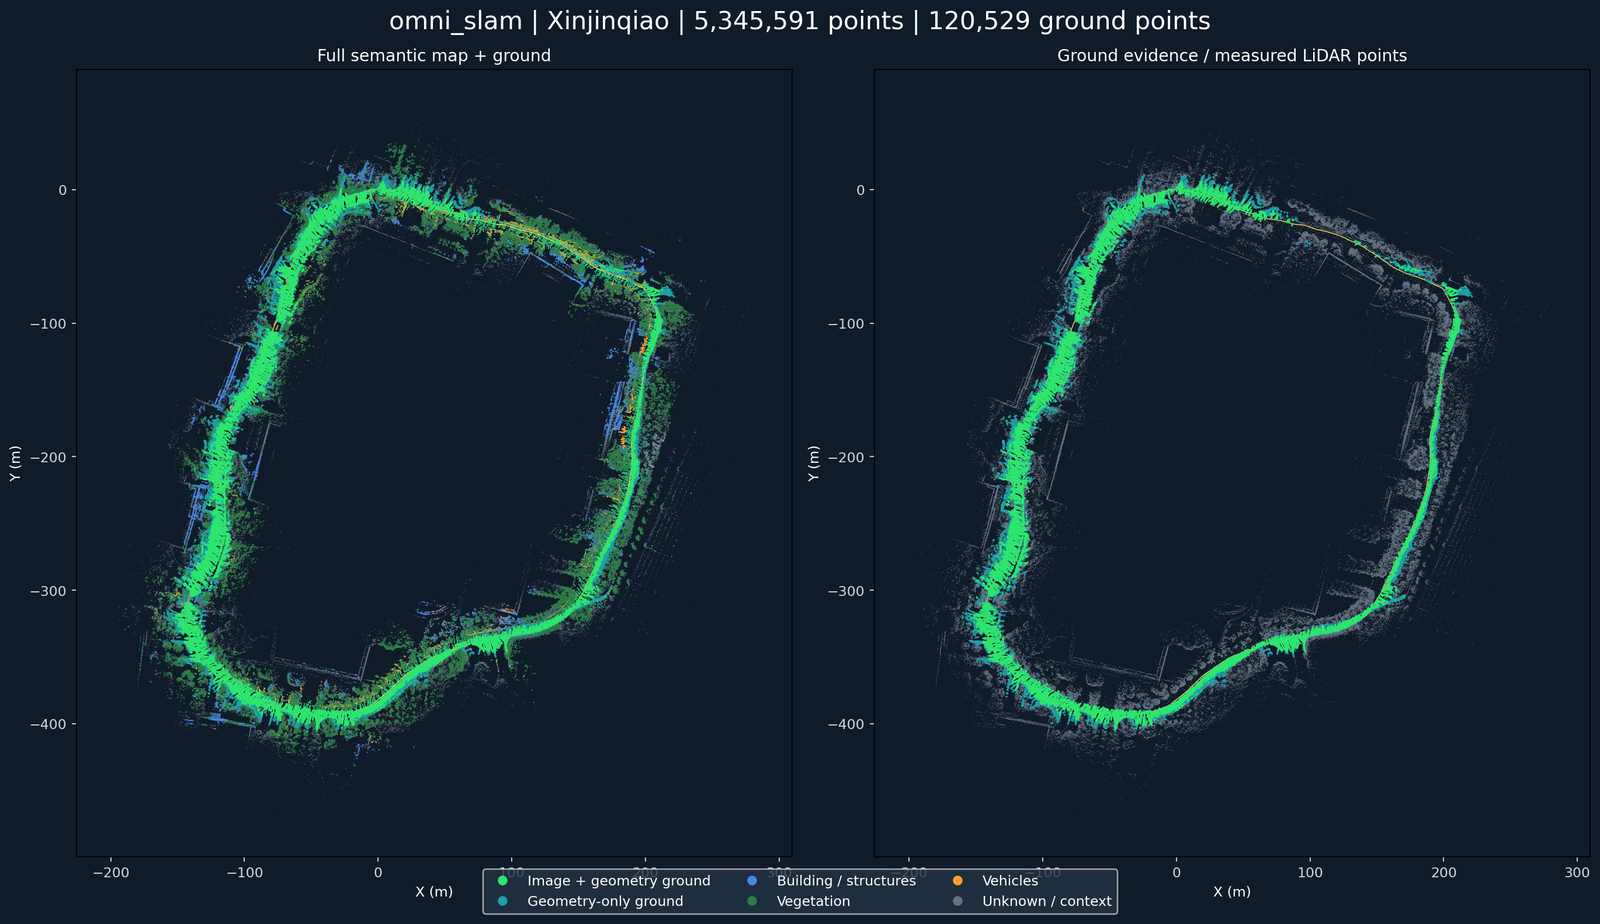 omni_slam | Xinjinqiao | 5,345,591 points | 120,529 ground points
Full semantic map + ground
Ground evidence / measured LiDAR points
0
−100
−200
−300
−400
Y (m)
0
−100
−200
−300
−400
Y (m)
−200
−100
0
100
200
300
X (m)
−200
−100
0
100
200
300
X (m)
Image + geometry ground
Building / structures
Vehicles
Geometry-only ground
Vegetation
Unknown / context